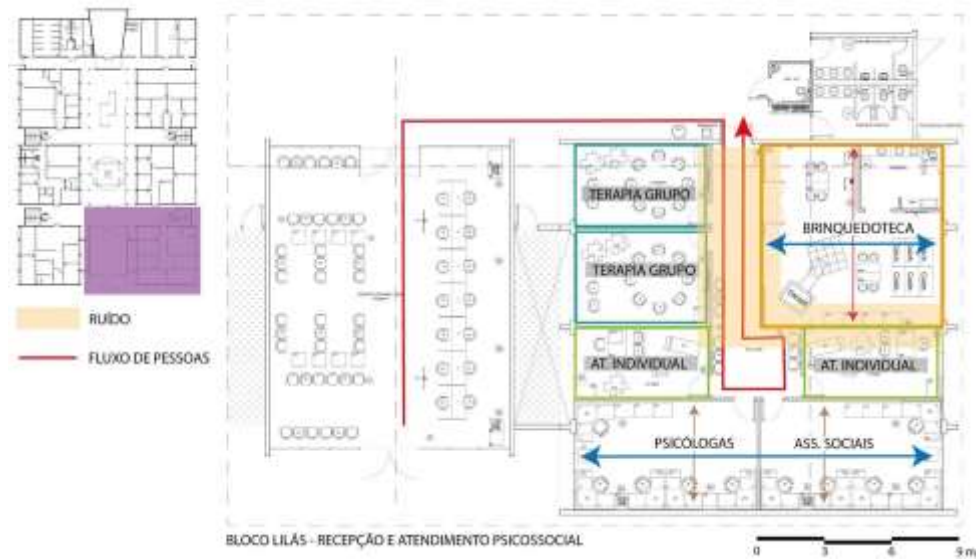 RUÍDO
FLUXO DE PESSOAS
TERAPIA GRUPO
TERAPIA GRUPO
BRINQUEDOTECA
AT. INDIVIDUAL
AT. INDIVIDUAL
PSICÓLOGAS
ASS. SOCIAIS
BLOCO LILÁS - RECEPÇÃO E ATENDIMENTO PSICOSSOCIAL
0 3 6 9 m